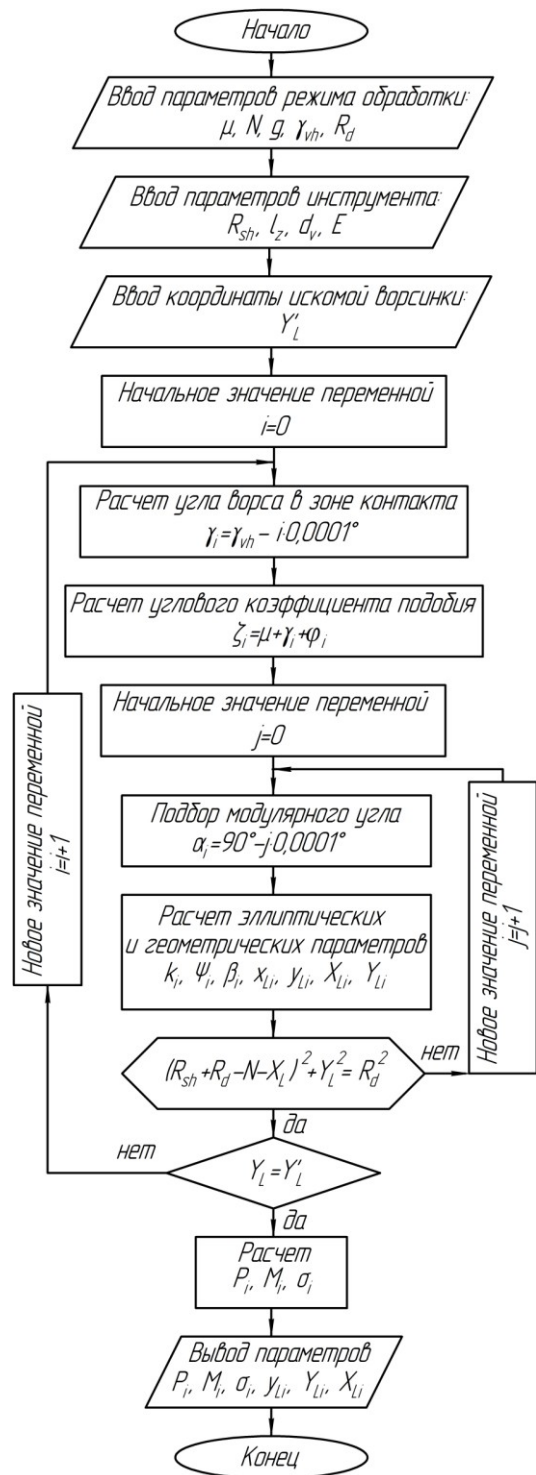 Начало
Ввод параметров режима обработки:
μ, N, g, γvh, Rd
Ввод параметров инструмента:
Rsh, lz, dv, E
Ввод координаты искомой ворсинки:
Y'L
Начальное значение переменной
i=0
Расчет угла ворса в зоне контакта
γi=γvh – i·0,0001°
Расчет углового коэффициента подобия
ζi=μ+γi+φi
Начальное значение переменной
j=0
Подбор модулярного угла
αi=90°–j·0,0001°
Расчет эллиптических
и геометрических параметров
ki, Ψi, βi, xLi, yLi, XLi, YLi
(Rsh+Rd–N–XL)²+YL²=Rd²
нет
Новое значение переменной
j=j+1
да
YL=Y'L
нет
Новое значение переменной
i=i+1
да
Расчет
Pi, Mi, σi
Вывод параметров
Pi, Mi, σi, yLi, YLi, XLi
Конец